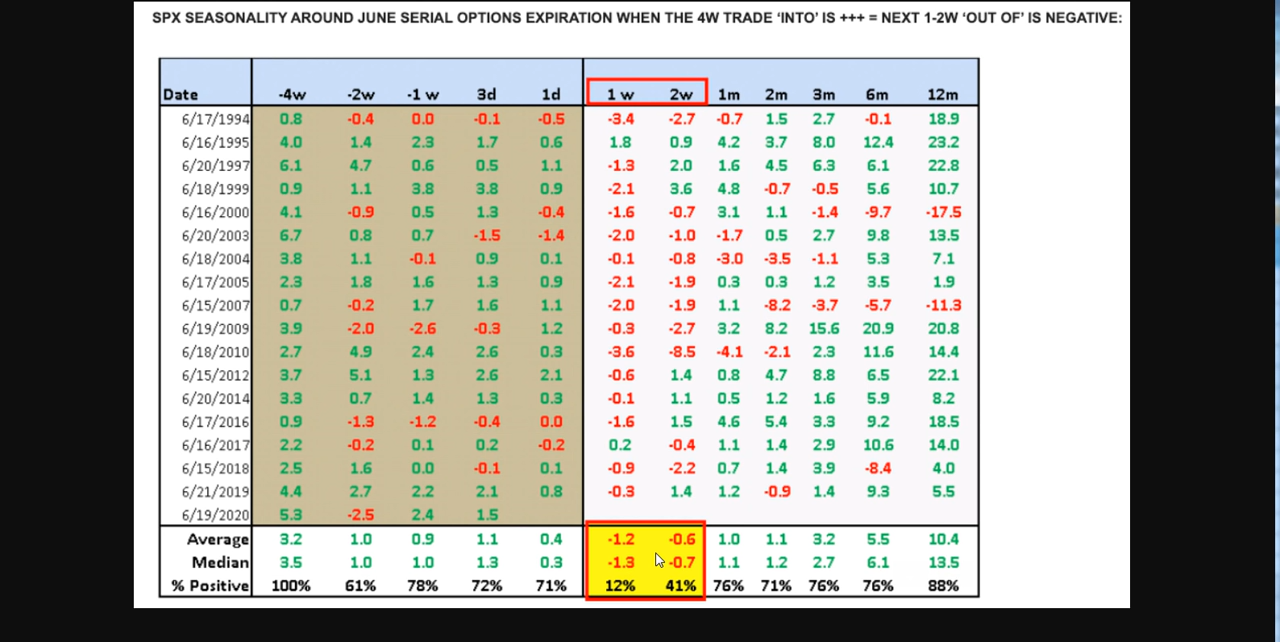 SPX SEASONALITY AROUND JUNE SERIAL OPTIONS EXPIRATION WHEN THE 4W TRADE ‘INTO’ IS +++ = NEXT 1-2W ‘OUT OF’ IS NEGATIVE:
Date -4w -2w -1 w 3d 1d 1 w 2w 1m 2m 3m 6m 12m
6/17/1994 0.8 -0.4 0.0 -0.1 -0.5 -3.4 -2.7 -0.7 1.5 2.7 -0.1 18.9
6/16/1995 4.0 1.4 2.3 1.7 0.6 1.8 0.9 4.2 3.7 8.0 12.4 23.2
6/20/1997 6.1 4.7 0.6 0.5 1.1 -1.3 2.0 1.6 4.5 6.3 6.1 22.8
6/18/1999 0.9 1.1 3.8 3.8 0.9 -2.1 3.6 4.8 -0.7 -0.5 5.6 10.7
6/16/2000 4.1 -0.9 0.5 1.3 -0.4 -1.6 -0.7 3.1 1.1 -1.4 -9.7 -17.5
6/20/2003 6.7 0.8 0.7 -1.5 -1.4 -2.0 -1.0 -1.7 0.5 2.7 9.8 13.5
6/18/2004 3.8 1.1 -0.1 0.9 0.1 -0.1 -0.8 -3.0 -3.5 -1.1 5.3 7.1
6/17/2005 2.3 1.8 1.6 1.3 0.9 -2.1 -1.9 0.3 0.3 1.2 3.5 1.9
6/15/2007 0.7 -0.2 1.7 1.6 1.1 -2.0 -1.9 1.1 -8.2 -3.7 -5.7 -11.3
6/19/2009 3.9 -2.0 -2.6 -0.3 1.2 -0.3 -2.7 3.2 8.2 15.6 20.9 20.8
6/18/2010 2.7 4.9 2.4 2.6 0.3 -3.6 -8.5 -4.1 -2.1 2.3 11.6 14.4
6/15/2012 3.7 5.1 1.3 2.6 2.1 -0.6 1.4 0.8 4.7 8.8 6.5 22.1
6/20/2014 3.3 0.7 1.4 1.3 0.3 -0.1 1.1 0.5 1.2 1.6 5.9 8.2
6/17/2016 0.9 -1.3 -1.2 -0.4 0.0 -1.6 1.5 4.6 5.4 3.3 9.2 18.5
6/16/2017 2.2 -0.2 0.1 0.2 -0.2 0.2 -0.4 1.1 1.4 2.9 10.6 14.0
6/15/2018 2.5 1.6 0.0 -0.1 0.1 -0.9 -2.2 0.7 1.4 3.9 -8.4 4.0
6/21/2019 4.4 2.7 2.2 2.1 0.8 -0.3 1.4 1.2 -0.9 1.4 9.3 5.5
6/19/2020 5.3 -2.5 2.4 1.5
Average 3.2 1.0 0.9 1.1 0.4 -1.2 -0.6 1.0 1.1 3.2 5.5 10.4
Median 3.5 1.0 1.0 1.3 0.3 -1.3 -0.7 1.1 1.2 2.7 6.1 13.5
% Positive 100% 61% 78% 72% 71% 12% 41% 76% 71% 76% 76% 88%